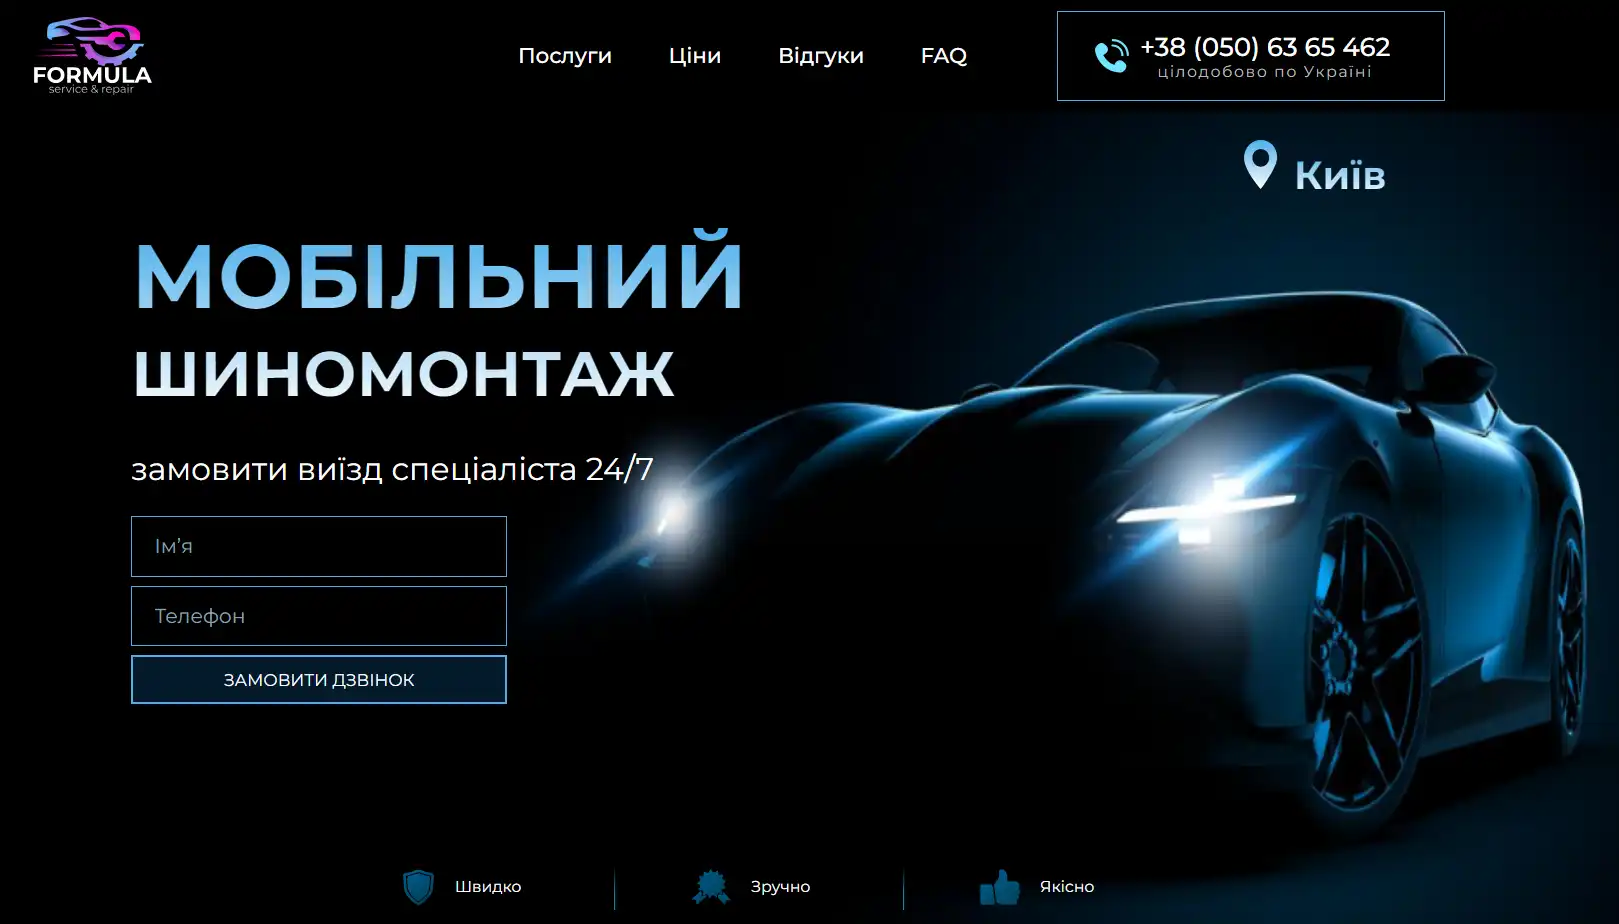 FORMULA
service & repair
Послуги
Ціни
Відгуки
FAQ
+38 (050) 63 65 462
цілодобово по Україні
Київ
МОБІЛЬНИЙ
ШИНОМОНТАЖ
замовити виїзд спеціаліста 24/7
Ім’я
Телефон
ЗАМОВИТИ ДЗВІНОК
Швидко
Зручно
Якісно